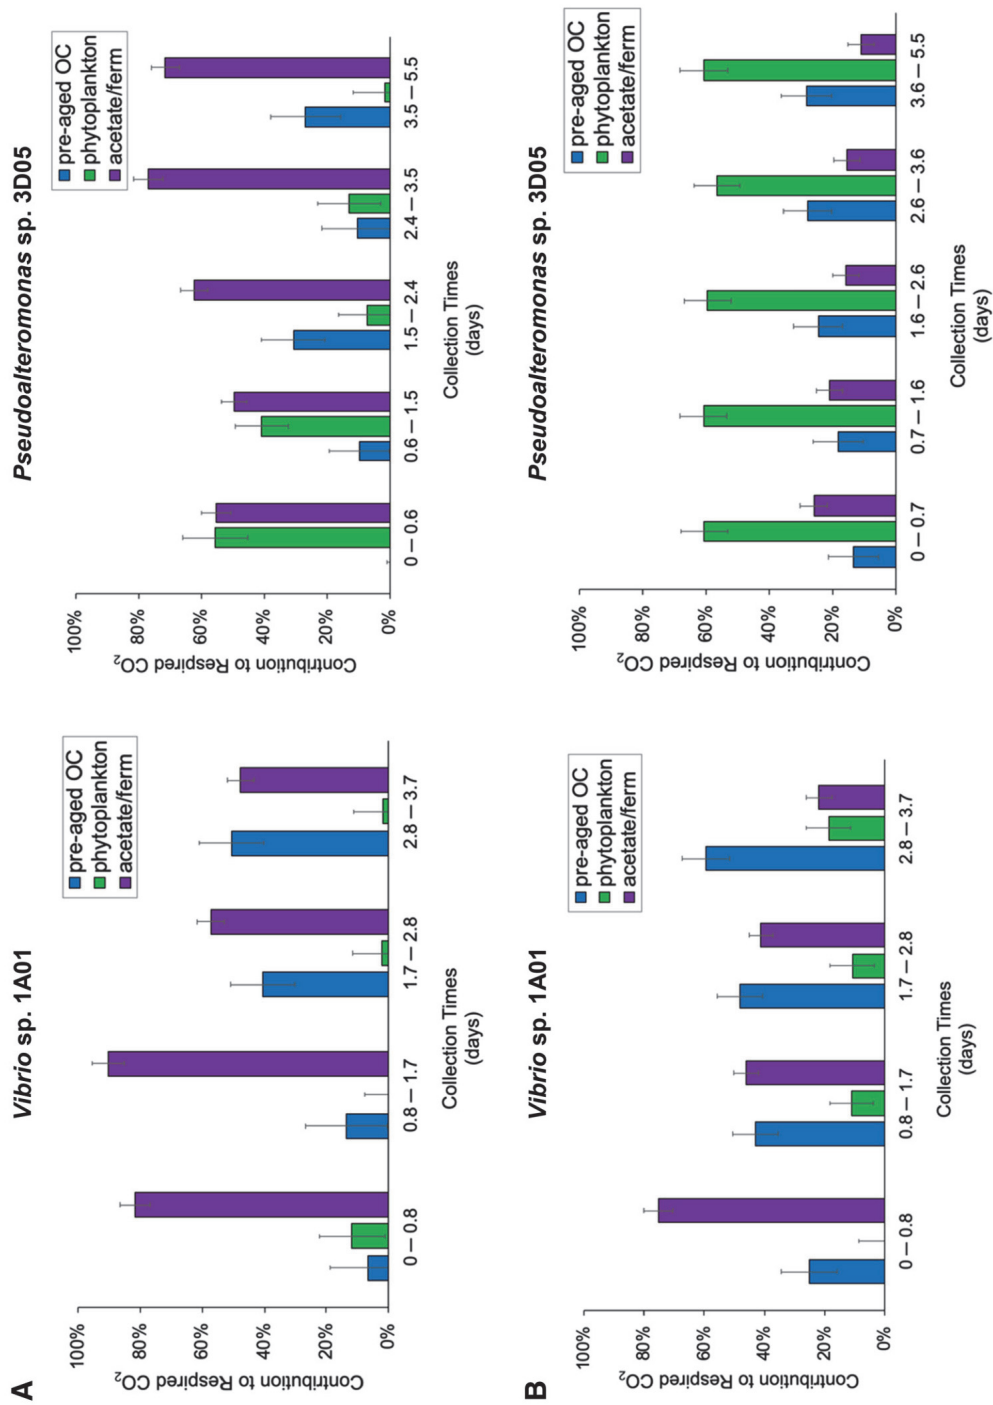 A
Vibrio sp. 1A01
Contribution to Respired CO2
100%
80%
60%
40%
20%
0%
pre-aged OC
phytoplankton
acetate/ferm
0 – 0.8
0.8 – 1.7
1.7 – 2.8
2.8 – 3.7
Collection Times
(days)
Pseudoalteromonas sp. 3D05
Contribution to Respired CO2
100%
80%
60%
40%
20%
0%
pre-aged OC
phytoplankton
acetate/ferm
0 – 0.6
0.6 – 1.5
1.5 – 2.4
2.4 – 3.5
3.5 – 5.5
Collection Times
(days)
B
Vibrio sp. 1A01
Contribution to Respired CO2
100%
80%
60%
40%
20%
0%
pre-aged OC
phytoplankton
acetate/ferm
0 – 0.8
0.8 – 1.7
1.7 – 2.8
2.8 – 3.7
Collection Times
(days)
Pseudoalteromonas sp. 3D05
Contribution to Respired CO2
100%
80%
60%
40%
20%
0%
pre-aged OC
phytoplankton
acetate/ferm
0 – 0.7
0.7 – 1.6
1.6 – 2.6
2.6 – 3.6
3.6 – 5.5
Collection Times
(days)